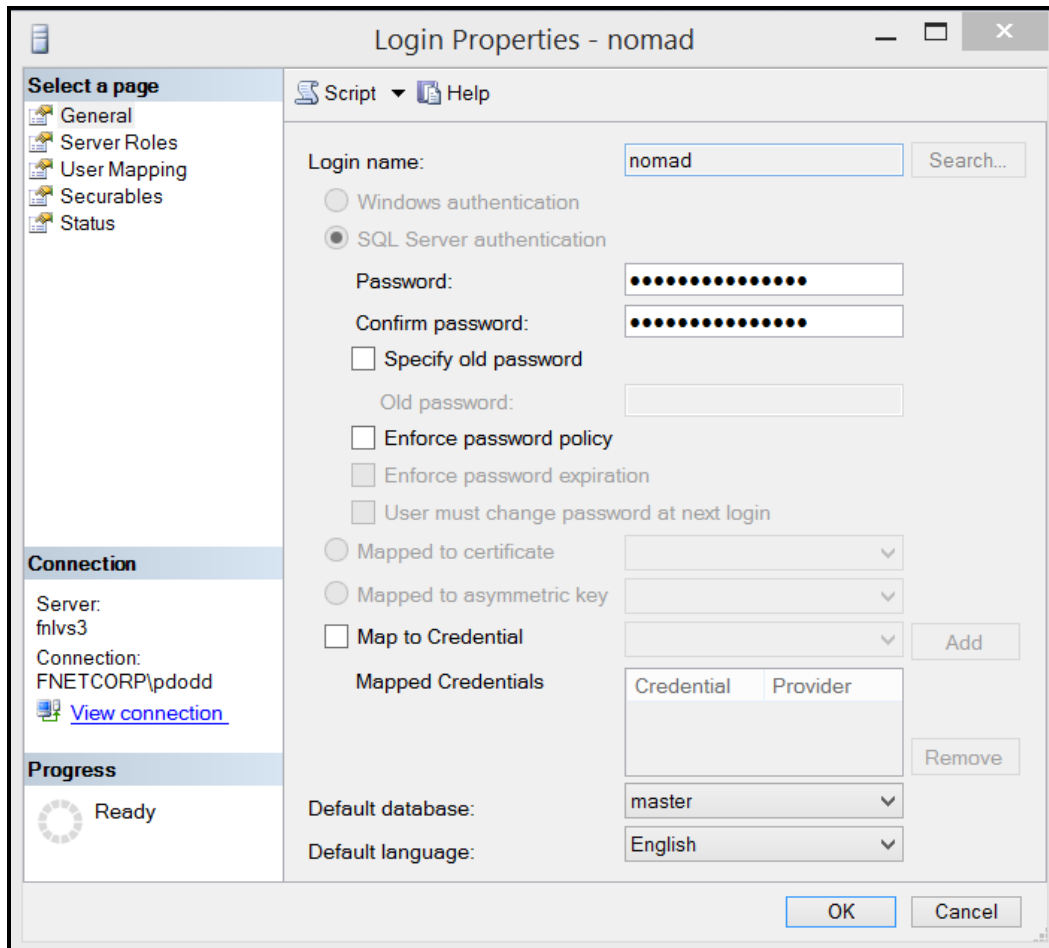 Login Properties - nomad
Select a page
General
Server Roles
User Mapping
Securables
Status
Connection
Server:
fnlvs3
Connection:
FNETCORP\pdodd
View connection
Progress
Ready
Script Help
Login name: nomad Search...
Windows authentication
SQL Server authentication
Password: ●●●●●●●●●●●●●●●
Confirm password: ●●●●●●●●●●●●●●●
Specify old password
Old password:
Enforce password policy
Enforce password expiration
User must change password at next login
Mapped to certificate
Mapped to asymmetric key
Map to Credential Add
Mapped Credentials Credential Provider
Remove
Default database: master
Default language: English
OK Cancel